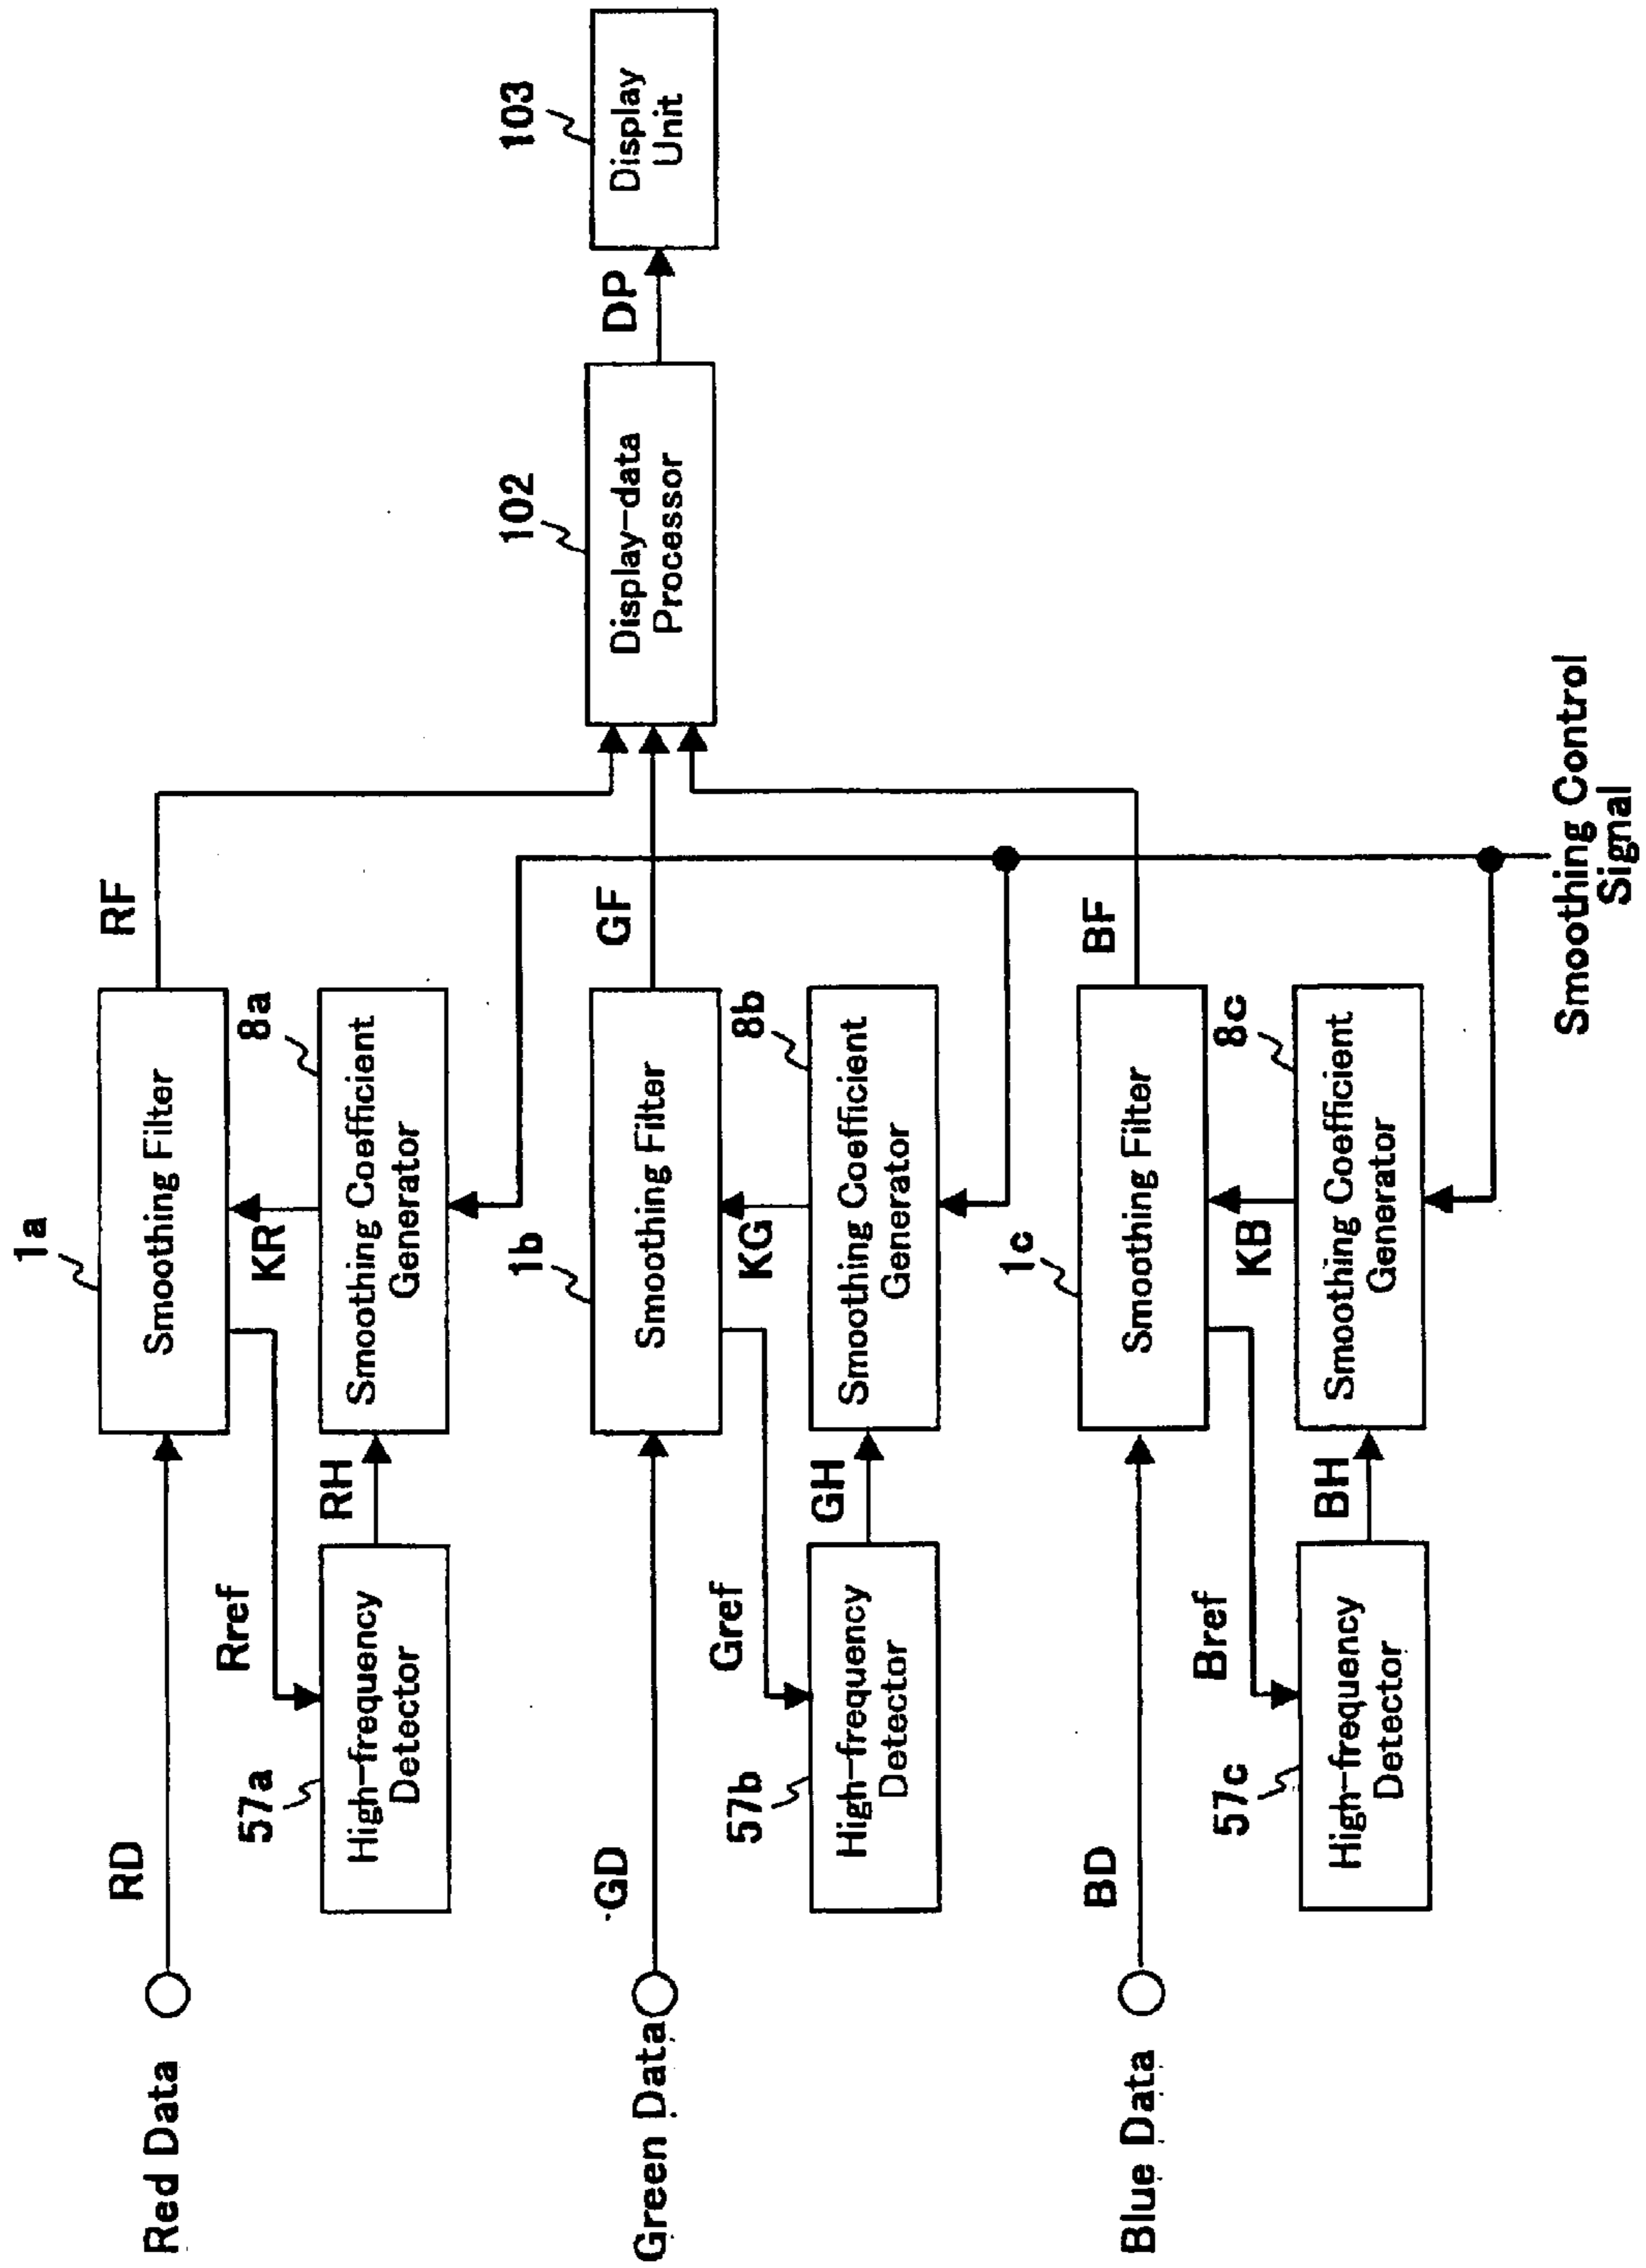 1a
RD
RF
Red Data
Smoothing Filter
Rref
KR
8a
57a
RH
High-frequency
Detector
Smoothing Coefficient
Generator
103
102
1b
GD
GF
DP
Green Data
Smoothing Filter
Display-data
Processor
Display
Unit
Gref
KG
8b
57b
GH
High-frequency
Detector
Smoothing Coefficient
Generator
1c
BD
BF
Blue Data
Smoothing Filter
Bref
KB
8c
57c
BH
High-frequency
Detector
Smoothing Coefficient
Generator
Smoothing Control
Signal